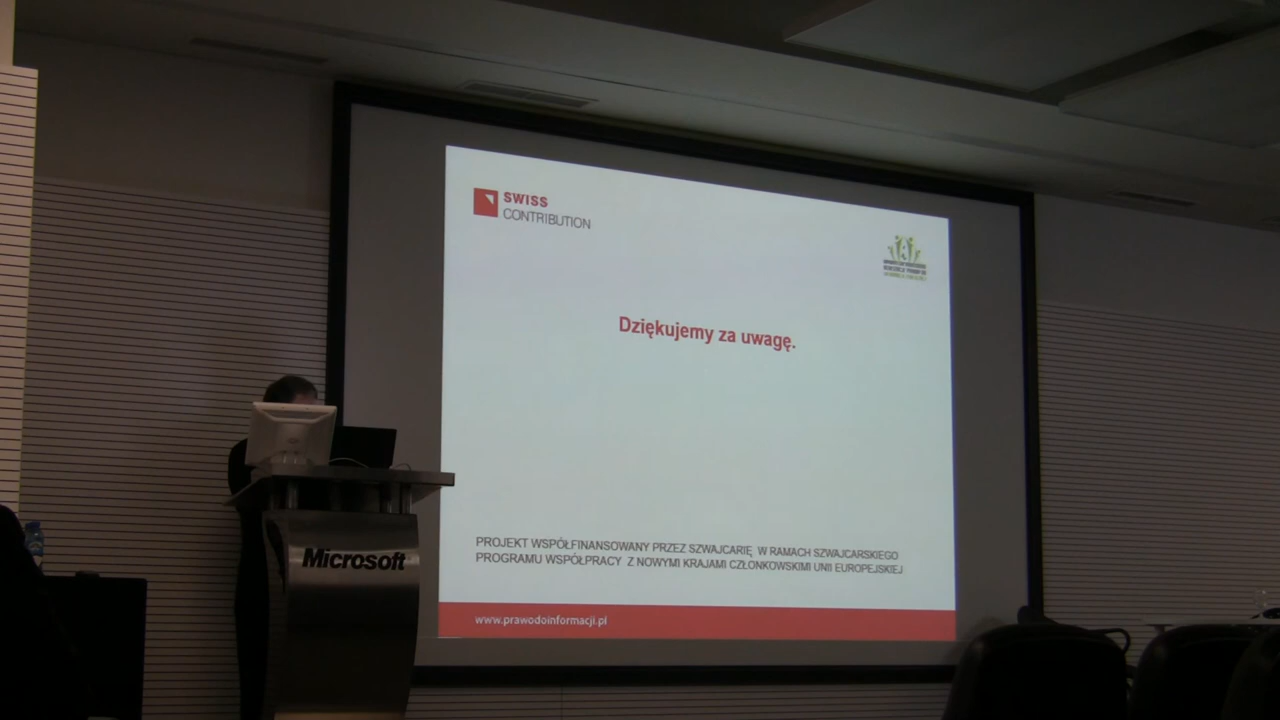 SWISS
CONTRIBUTION
Dziękujemy za uwagę.
PROJEKT WSPÓŁFINANSOWANY PRZEZ SZWAJCARIĘ W RAMACH SZWAJCARSKIEGO
PROGRAMU WSPÓŁPRACY Z NOWYMI KRAJAMI CZŁONKOWSKIMI UNII EUROPEJSKIEJ
www.prawodoinformacji.pl
Microsoft